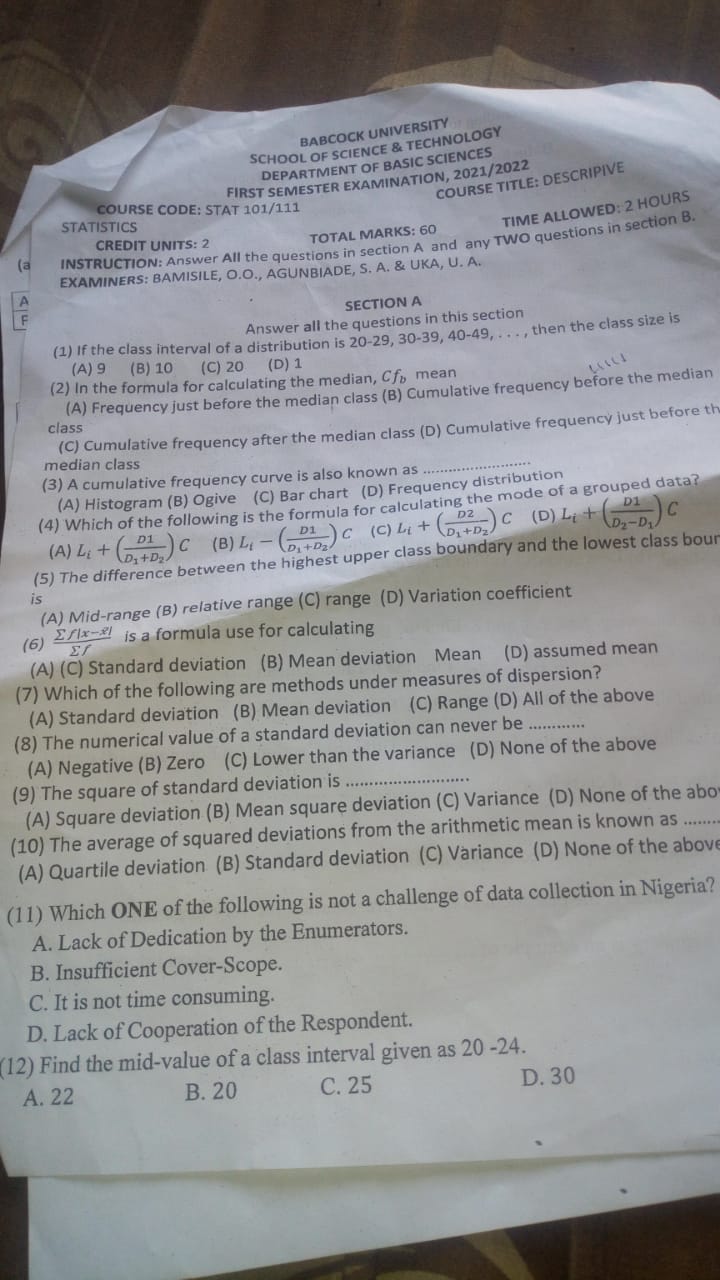 BABCOCK UNIVERSITY
SCHOOL OF SCIENCE & TECHNOLOGY
DEPARTMENT OF BASIC SCIENCES
FIRST SEMESTER EXAMINATION, 2021/2022
COURSE CODE: STAT 101/111 COURSE TITLE: DESCRIPIVE
STATISTICS
CREDIT UNITS: 2 TOTAL MARKS: 60 TIME ALLOWED: 2 HOURS
INSTRUCTION: Answer All the questions in section A and any TWO questions in section B.
EXAMINERS: BAMISILE, O.O., AGUNBIADE, S. A. & UKA, U. A.
(a
A
F
SECTION A
Answer all the questions in this section
(1) If the class interval of a distribution is 20-29, 30-39, 40-49, . . . , then the class size is
(A) 9 (B) 10 (C) 20 (D) 1
(2) In the formula for calculating the median, Cf_b mean
(A) Frequency just before the median class (B) Cumulative frequency before the median
class
(C) Cumulative frequency after the median class (D) Cumulative frequency just before th
median class
(3) A cumulative frequency curve is also known as ..........................
(A) Histogram (B) Ogive (C) Bar chart (D) Frequency distribution
(4) Which of the following is the formula for calculating the mode of a grouped data?
(A) L_i + (D1/(D_1+D_2)) C (B) L_i − (D1/(D_1+D_2)) C (C) L_i + (D2/(D_1+D_2)) C (D) L_i + (D1/(D_2−D_1)) C
(5) The difference between the highest upper class boundary and the lowest class boun
is
(A) Mid-range (B) relative range (C) range (D) Variation coefficient
(6) Σf|x−x̄|/Σf is a formula use for calculating
(A) (C) Standard deviation (B) Mean deviation Mean (D) assumed mean
(7) Which of the following are methods under measures of dispersion?
(A) Standard deviation (B) Mean deviation (C) Range (D) All of the above
(8) The numerical value of a standard deviation can never be ............
(A) Negative (B) Zero (C) Lower than the variance (D) None of the above
(9) The square of standard deviation is ..........................
(A) Square deviation (B) Mean square deviation (C) Variance (D) None of the abo
(10) The average of squared deviations from the arithmetic mean is known as ........
(A) Quartile deviation (B) Standard deviation (C) Variance (D) None of the above
(11) Which ONE of the following is not a challenge of data collection in Nigeria?
A. Lack of Dedication by the Enumerators.
B. Insufficient Cover-Scope.
C. It is not time consuming.
D. Lack of Cooperation of the Respondent.
(12) Find the mid-value of a class interval given as 20 -24.
A. 22 B. 20 C. 25 D. 30